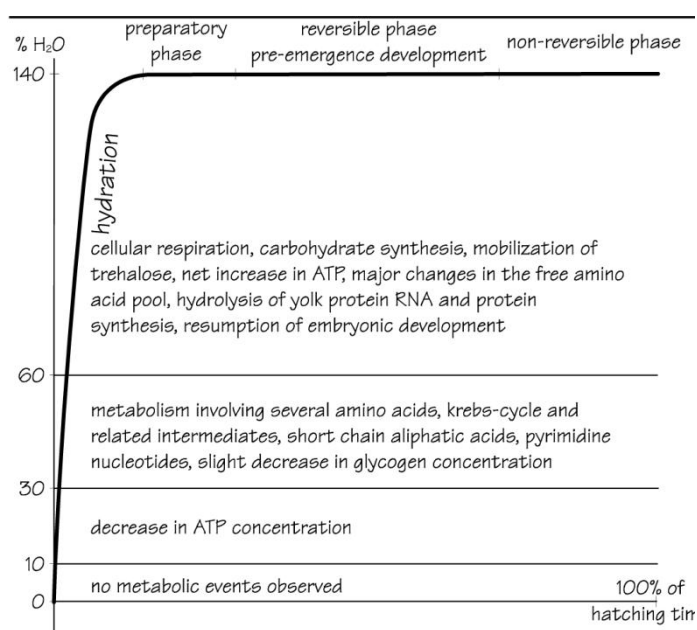 preparatory
phase
reversible phase
pre-emergence development
non-reversible phase
% H₂O
140
hydration
cellular respiration, carbohydrate synthesis, mobilization of
trehalose, net increase in ATP, major changes in the free amino
acid pool, hydrolysis of yolk protein RNA and protein
synthesis, resumption of embryonic development
60
metabolism involving several amino acids, krebs-cycle and
related intermediates, short chain aliphatic acids, pyrimidine
nucleotides, slight decrease in glycogen concentration
30
decrease in ATP concentration
10
no metabolic events observed
0
100% of
hatching tim